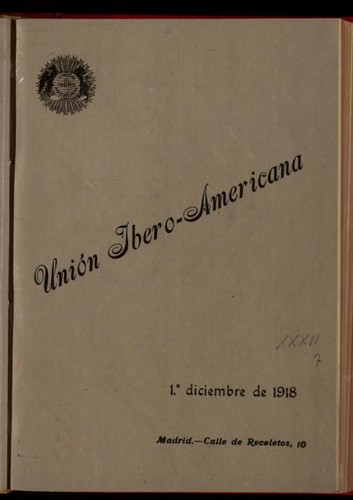 Unión Ibero-Americana
XXXII
7
1.º diciembre de 1918
Madrid.—Calle de Recoletos, 10